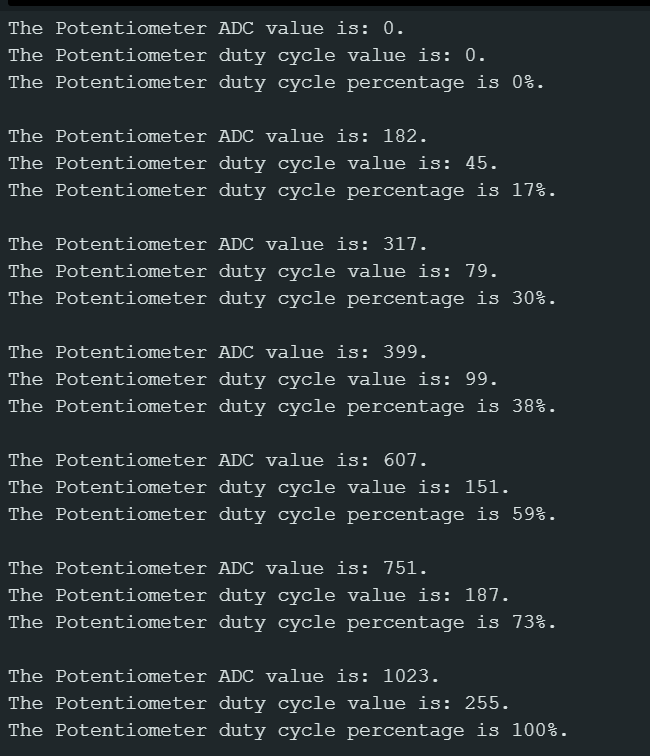 The Potentiometer ADC value is: 0.
The Potentiometer duty cycle value is: 0.
The Potentiometer duty cycle percentage is 0%.
The Potentiometer ADC value is: 182.
The Potentiometer duty cycle value is: 45.
The Potentiometer duty cycle percentage is 17%.
The Potentiometer ADC value is: 317.
The Potentiometer duty cycle value is: 79.
The Potentiometer duty cycle percentage is 30%.
The Potentiometer ADC value is: 399.
The Potentiometer duty cycle value is: 99.
The Potentiometer duty cycle percentage is 38%.
The Potentiometer ADC value is: 607.
The Potentiometer duty cycle value is: 151.
The Potentiometer duty cycle percentage is 59%.
The Potentiometer ADC value is: 751.
The Potentiometer duty cycle value is: 187.
The Potentiometer duty cycle percentage is 73%.
The Potentiometer ADC value is: 1023.
The Potentiometer duty cycle value is: 255.
The Potentiometer duty cycle percentage is 100%.